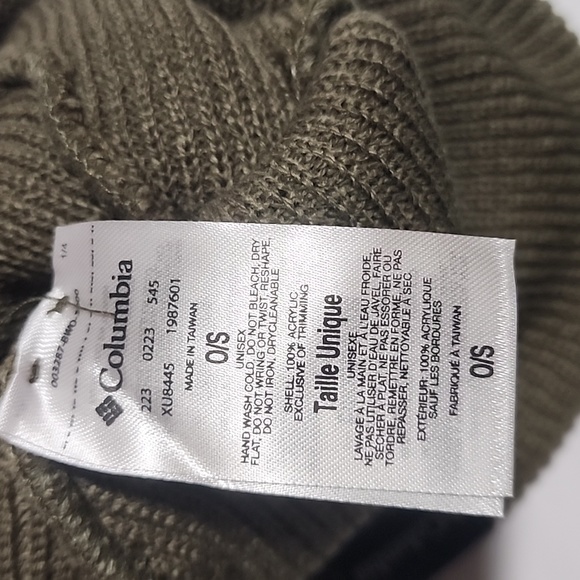 1/4
Columbia
223 0223 545
XU8445 1987601
MADE IN TAIWAN
O/S
UNISEX
HAND WASH COLD, DO NOT BLEACH, DRY
FLAT, DO NOT WRING OR TWIST, RESHAPE,
DO NOT IRON, DRYCLEANABLE
SHELL: 100% ACRYLIC
EXCLUSIVE OF TRIMMING
Taille Unique
UNISEXE
LAVAGE À LA MAIN À L'EAU FROIDE,
NE PAS UTILISER D'EAU DE JAVEL, FAIRE
SÉCHER À PLAT, NE PAS ESSORER OU
TORDRE, REMETTRE EN FORME, NE PAS
REPASSER, NETTOYABLE À SEC
EXTÉRIEUR: 100% ACRYLIQUE
SAUF LES BORDURES
FABRIQUÉ À TAIWAN
O/S